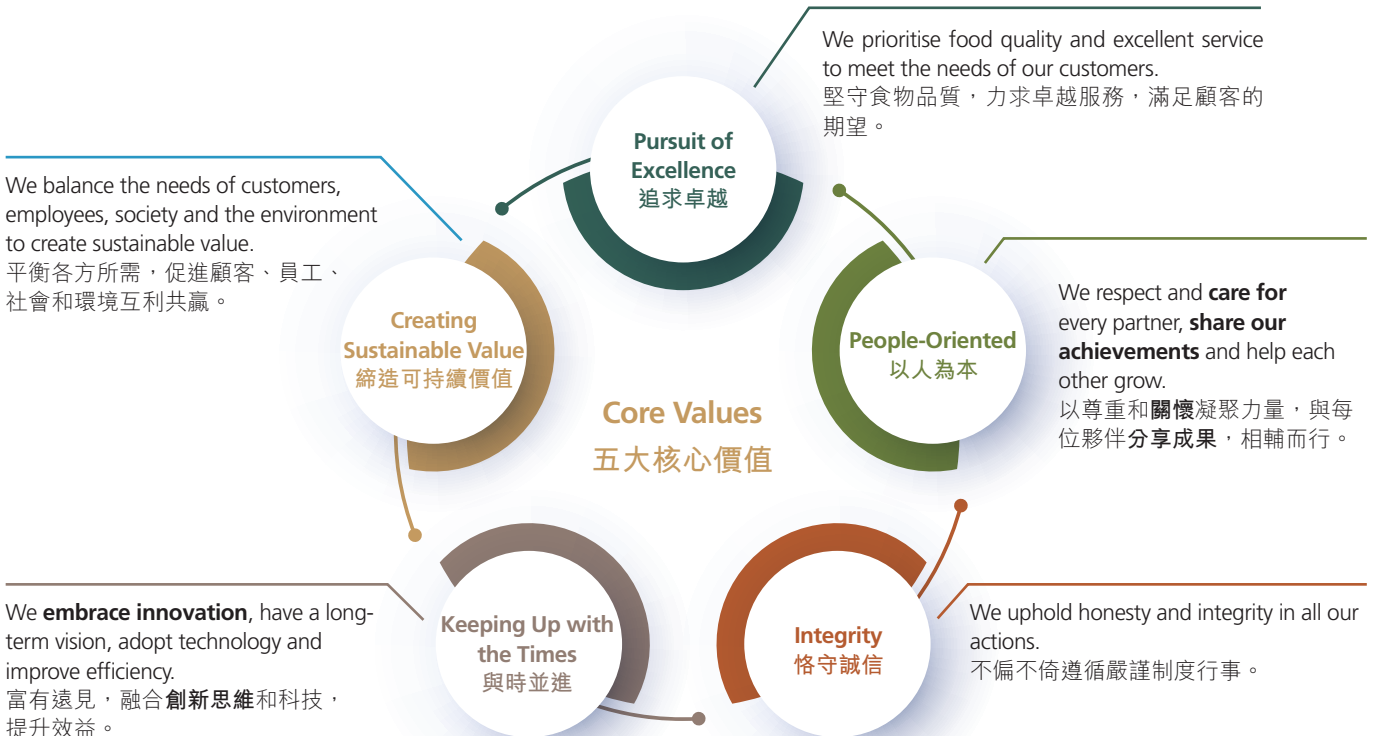 We prioritise food quality and excellent service
to meet the needs of our customers.
堅守食物品質，力求卓越服務，滿足顧客的
期望。
Pursuit of
Excellence
追求卓越
We balance the needs of customers,
employees, society and the environment
to create sustainable value.
平衡各方所需，促進顧客、員工、
社會和環境互利共贏。
Creating
Sustainable Value
締造可持續價值
People-Oriented
以人為本
We respect and care for
every partner, share our
achievements and help each
other grow.
以尊重和關懷凝聚力量，與每
位夥伴分享成果，相輔而行。
Core Values
五大核心價值
We embrace innovation, have a long-
term vision, adopt technology and
improve efficiency.
富有遠見，融合創新思維和科技，
提升效益。
Keeping Up with
the Times
與時並進
Integrity
恪守誠信
We uphold honesty and integrity in all our
actions.
不偏不倚遵循嚴謹制度行事。